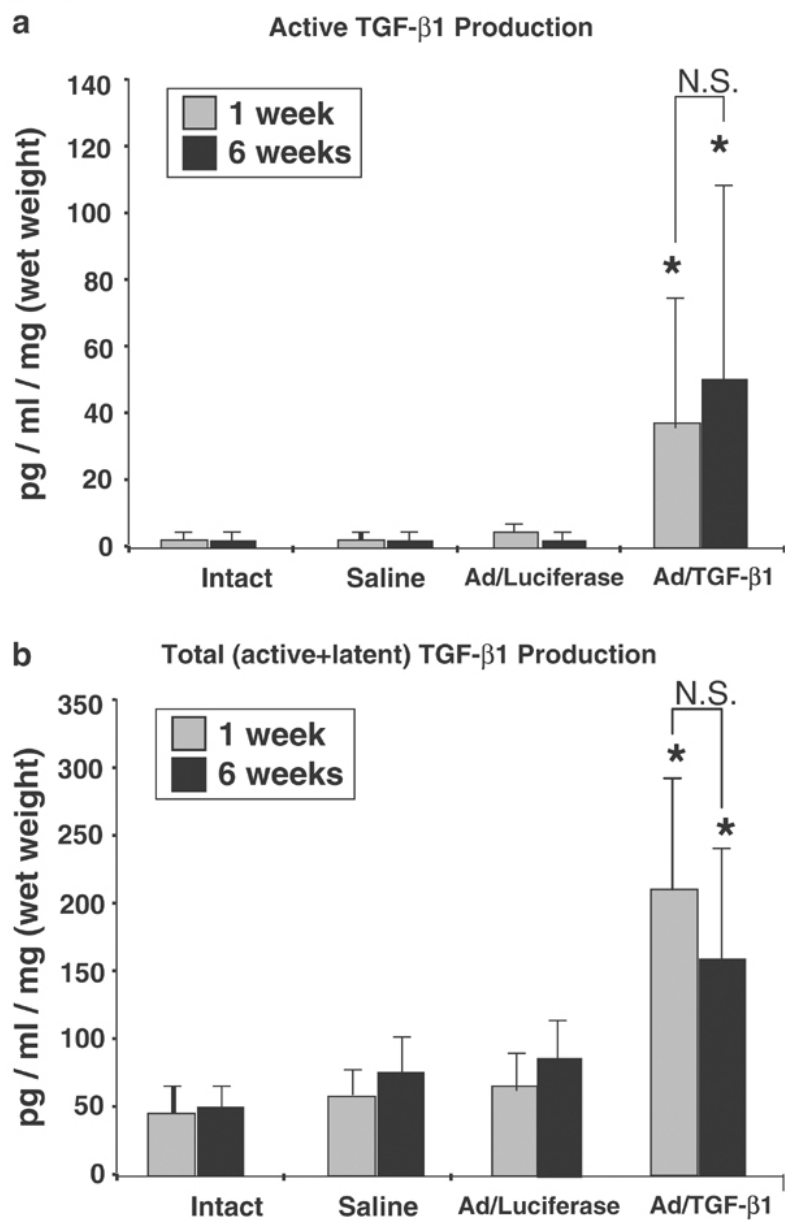 a
Active TGF-β1 Production
pg / ml / mg (wet weight)
140
120
100
80
60
40
20
0
1 week
6 weeks
N.S.
*
*
Intact
Saline
Ad/Luciferase
Ad/TGF-β1
b
Total (active+latent) TGF-β1 Production
pg / ml / mg (wet weight)
350
300
250
200
150
100
50
0
1 week
6 weeks
N.S.
*
*
Intact
Saline
Ad/Luciferase
Ad/TGF-β1